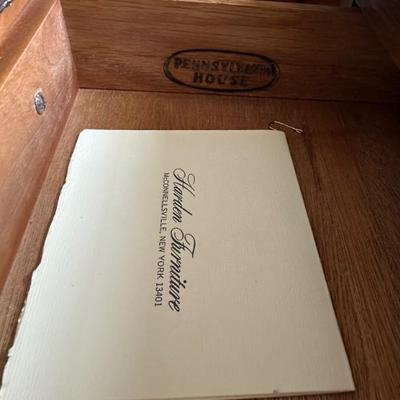 PENNSYLVANIA
HOUSE
Harden Furniture
McCONNELLSVILLE, NEW YORK 13401